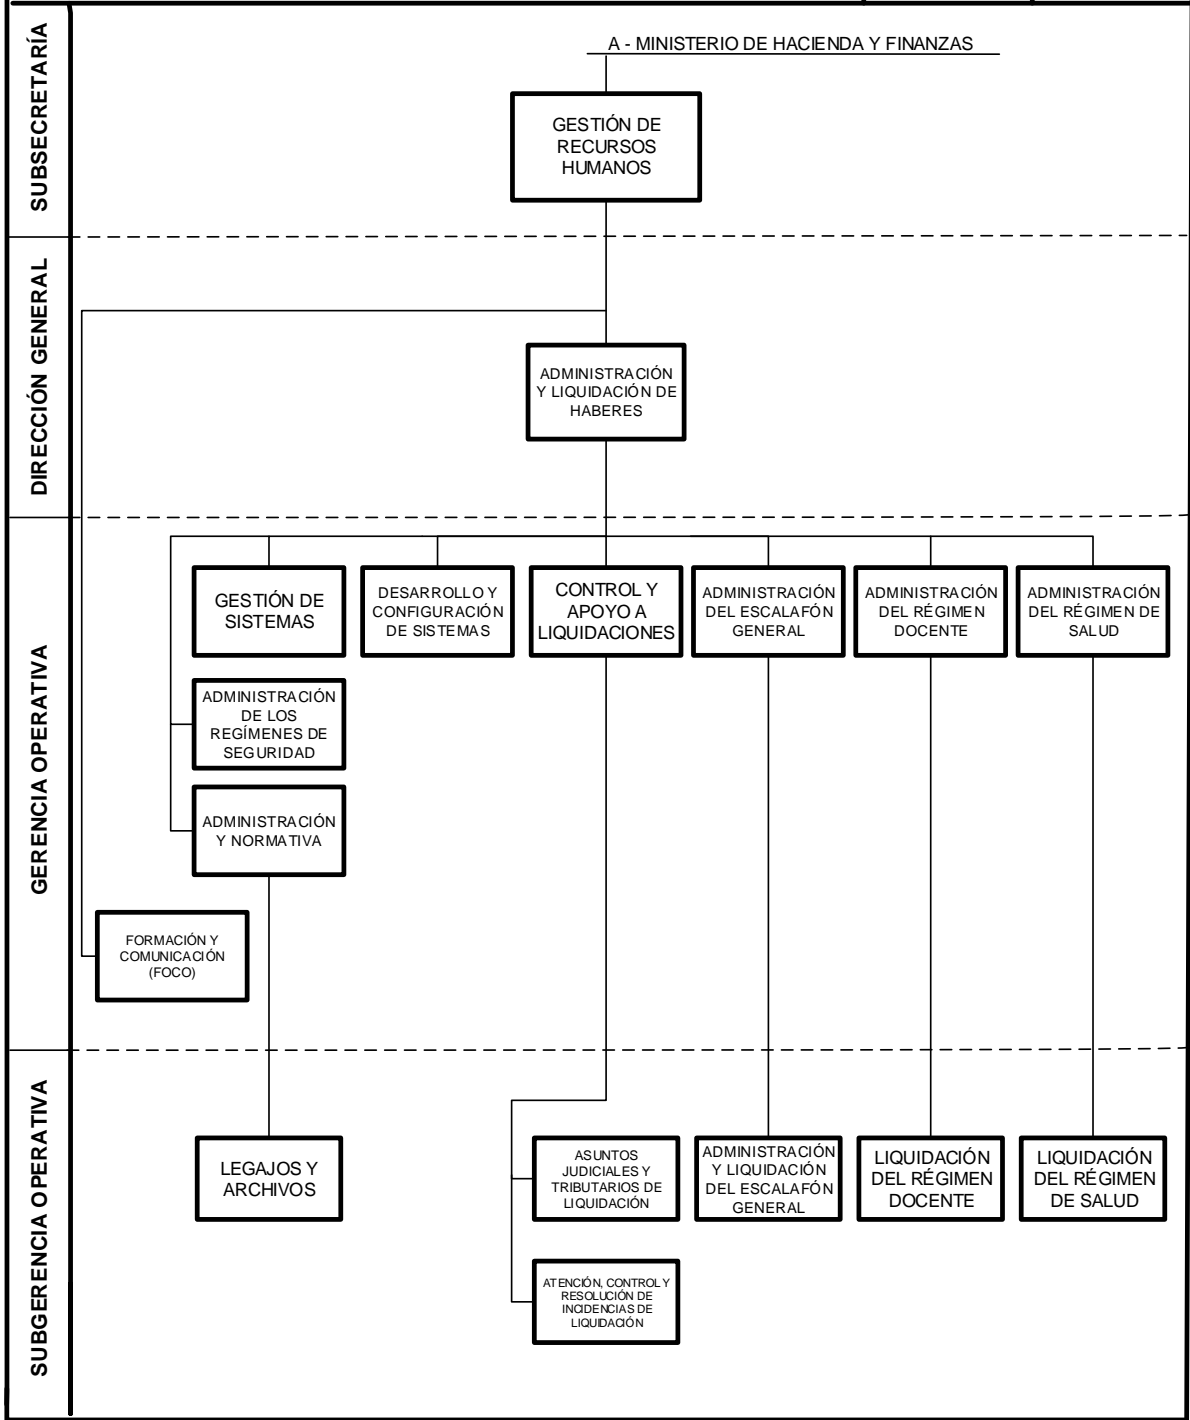 A - MINISTERIO DE HACIENDA Y FINANZAS
SUBSECRETARÍA
GESTIÓN DE
RECURSOS
HUMANOS
DIRECCIÓN GENERAL
ADMINISTRACIÓN
Y LIQUIDACIÓN DE
HABERES
GERENCIA OPERATIVA
GESTIÓN DE
SISTEMAS
DESARROLLO Y
CONFIGURACIÓN
DE SISTEMAS
CONTROL Y
APOYO A
LIQUIDACIONES
ADMINISTRACIÓN
DEL ESCALAFÓN
GENERAL
ADMINISTRACIÓN
DEL RÉGIMEN
DOCENTE
ADMINISTRACIÓN
DEL RÉGIMEN DE
SALUD
ADMINISTRACIÓN
DE LOS
REGÍMENES DE
SEGURIDAD
ADMINISTRACIÓN
Y NORMATIVA
FORMACIÓN Y
COMUNICACIÓN
(FOCO)
SUBGERENCIA OPERATIVA
LEGAJOS Y
ARCHIVOS
ASUNTOS
JUDICIALES Y
TRIBUTARIOS DE
LIQUIDACIÓN
ADMINISTRACIÓN
Y LIQUIDACIÓN
DEL ESCALAFÓN
GENERAL
LIQUIDACIÓN
DEL RÉGIMEN
DOCENTE
LIQUIDACIÓN
DEL RÉGIMEN
DE SALUD
ATENCIÓN, CONTROL Y
RESOLUCIÓN DE
INCIDENCIAS DE
LIQUIDACIÓN